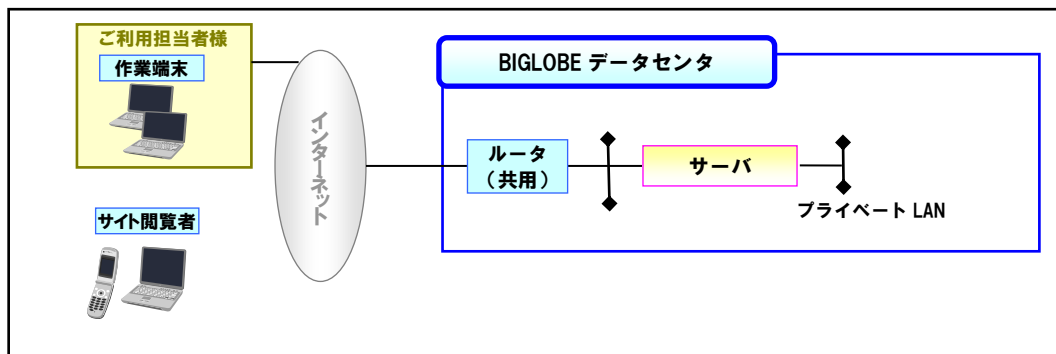 ご利用担当者様
作業端末
サイト閲覧者
インターネット
BIGLOBE データセンタ
ルータ
（共用）
サーバ
プライベート LAN